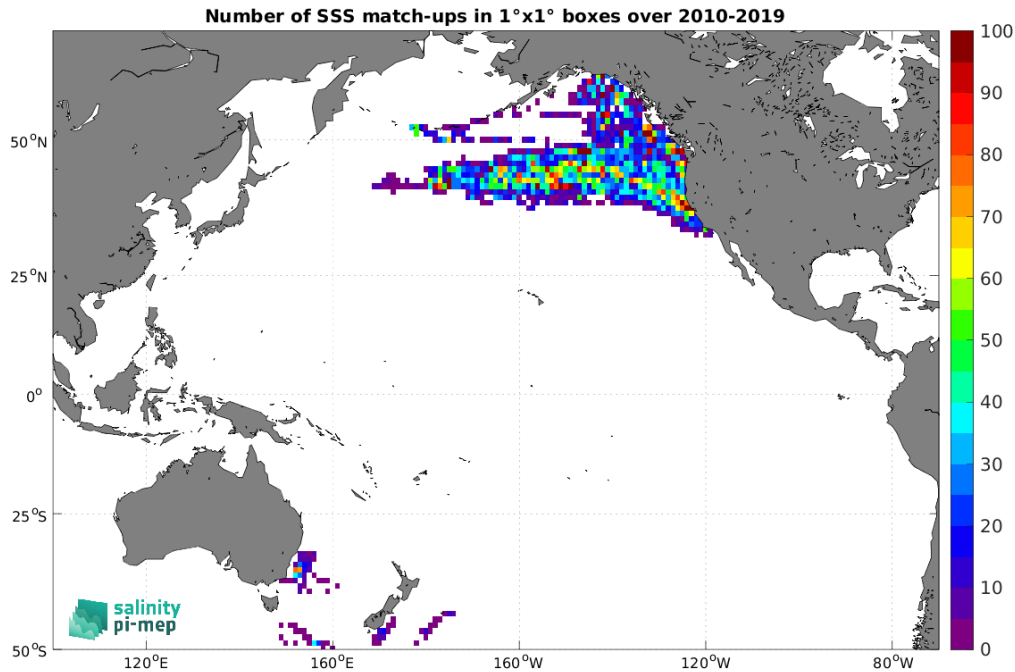 Number of SSS match-ups in 1°x1° boxes over 2010-2019
100
90
80
70
60
50
40
30
20
10
0
50°N
25°N
0°
25°S
50°S
120°E
160°E
160°W
120°W
80°W
salinity
pi-mep